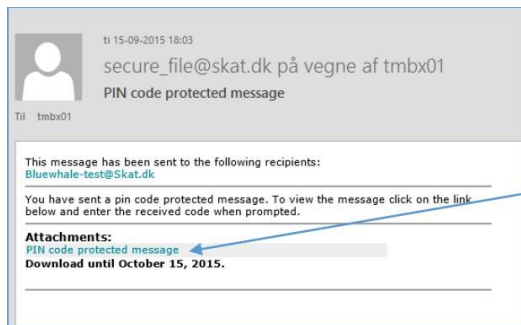 ti 15-09-2015 18:03
secure_file@skat.dk på vegne af tmbx01
PIN code protected message
Til tmbx01
This message has been sent to the following recipients:
Bluewhale-test@Skat.dk
You have sent a pin code protected message. To view the message click on the link
below and enter the received code when prompted.
Attachments:
PIN code protected message
Download until October 15, 2015.